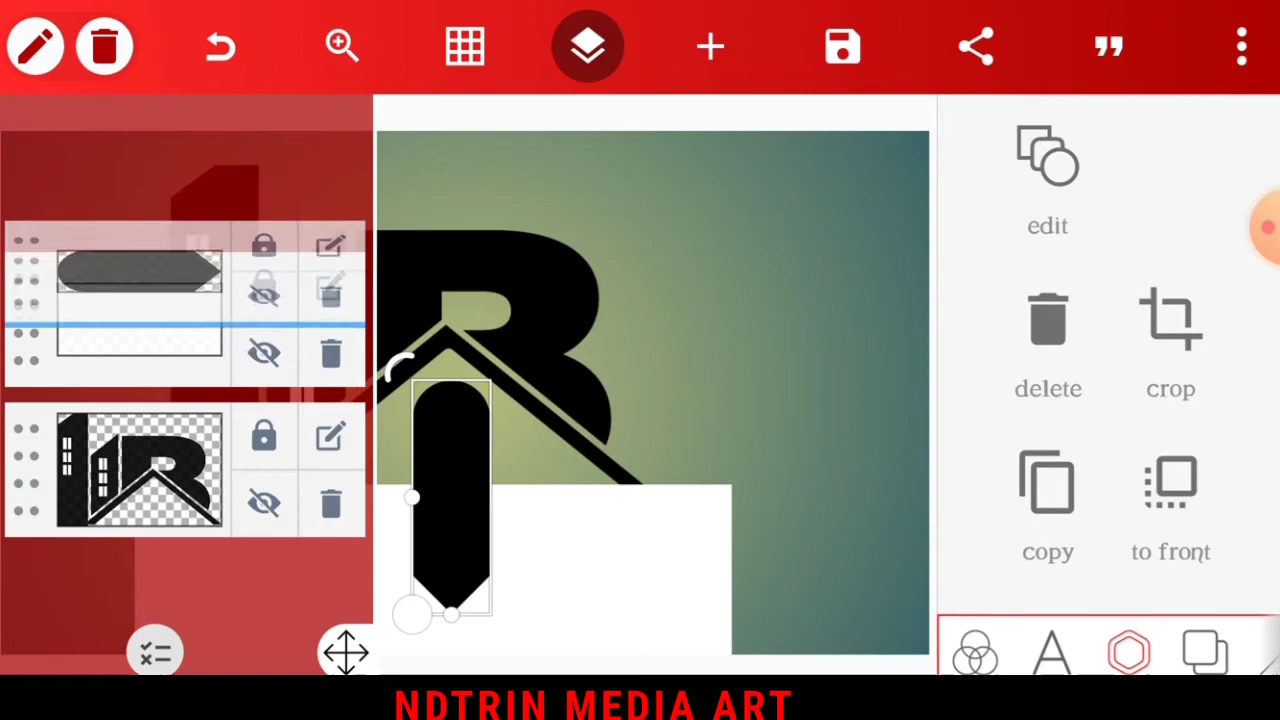 edit
delete
crop
copy
to front
R
R
NDTRIN MEDIA ART